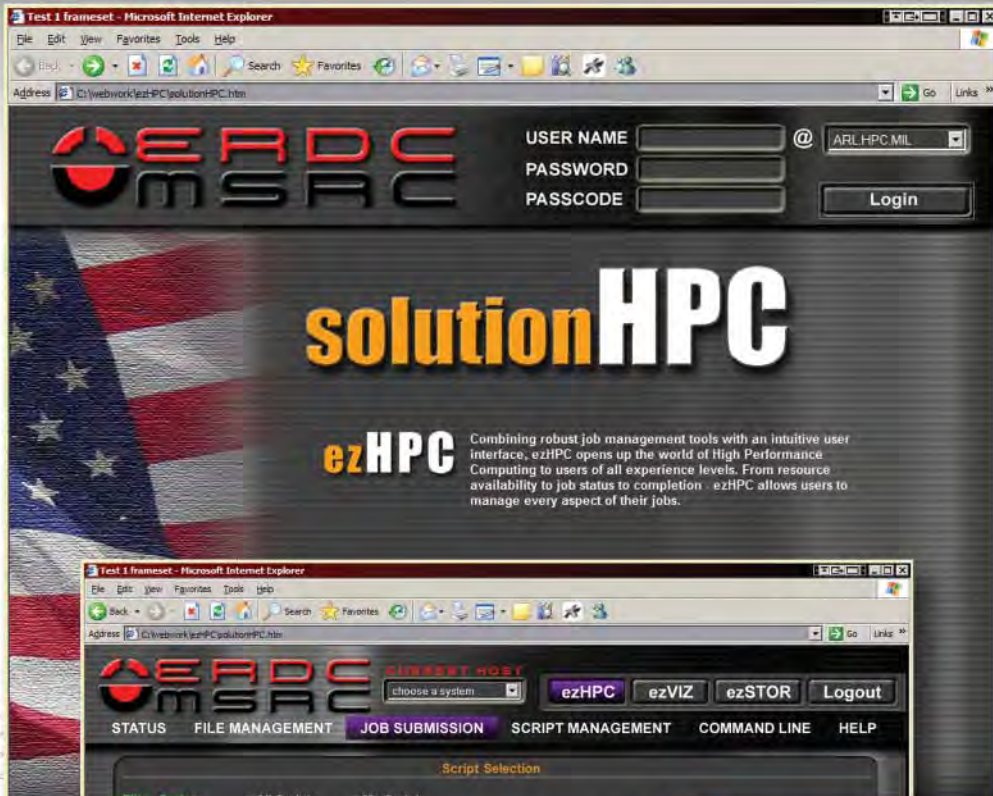 Test 1 frameset - Microsoft Internet Explorer
File Edit View Favorites Tools Help
Back Search Favorites
Address C:\webwork\ezHPC\solutionHPC.htm Go Links »
ERDC
MSRC
USER NAME @ ARL.HPC.MIL
PASSWORD
PASSCODE Login
solutionHPC
ezHPC
Combining robust job management tools with an intuitive user
interface, ezHPC opens up the world of High Performance
Computing to users of all experience levels. From resource
availability to job status to completion - ezHPC allows users to
manage every aspect of their jobs.
Test 1 frameset - Microsoft Internet Explorer
File Edit View Favorites Tools Help
Back Search Favorites
Address C:\webwork\ezHPC\solutionHPC.htm Go Links »
ERDC
MSRC
CURRENT HOST
choose a system ezHPC ezVIZ ezSTOR Logout
STATUS FILE MANAGEMENT JOB SUBMISSION SCRIPT MANAGEMENT COMMAND LINE HELP
Script Selection